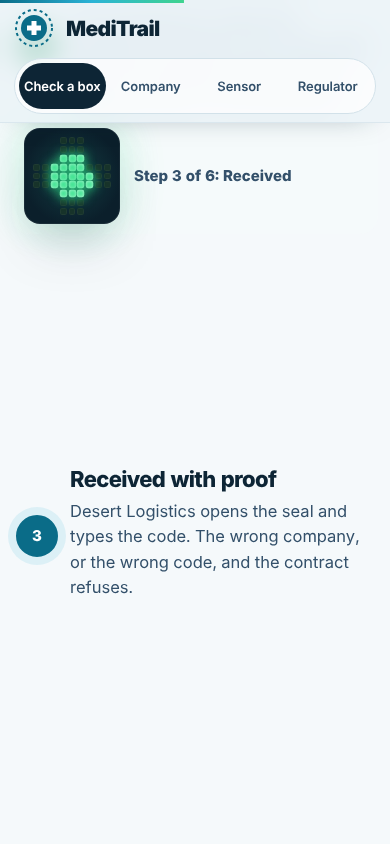 MediTrail
Check a box
Company
Sensor
Regulator
Step 3 of 6: Received
3
Received with proof
Desert Logistics opens the seal and
types the code. The wrong company,
or the wrong code, and the contract
refuses.